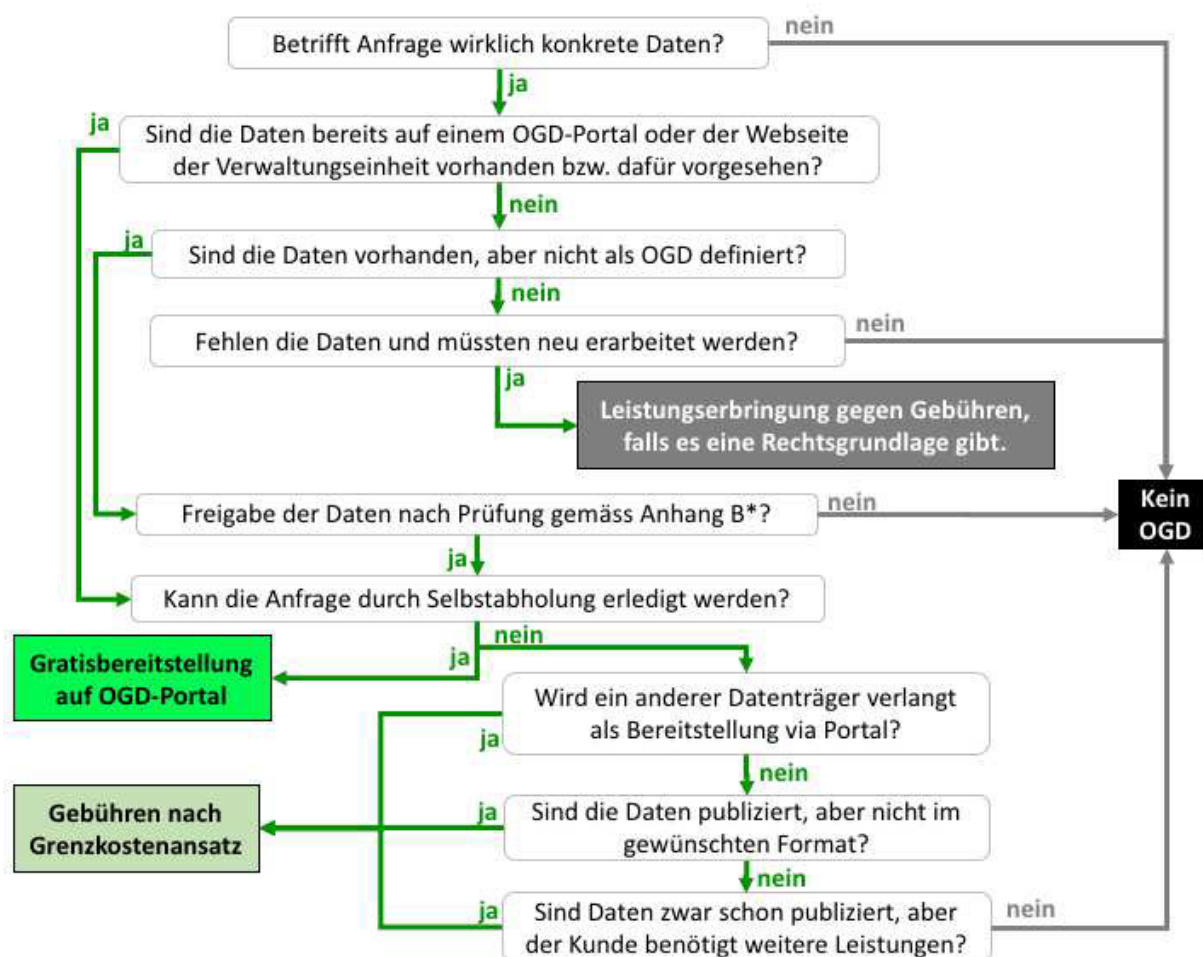 Betrifft Anfrage wirklich konkrete Daten?
nein
ja
ja
Sind die Daten bereits auf einem OGD-Portal oder der Webseite
der Verwaltungseinheit vorhanden bzw. dafür vorgesehen?
nein
ja
Sind die Daten vorhanden, aber nicht als OGD definiert?
nein
Fehlen die Daten und müssten neu erarbeitet werden?
nein
ja
Leistungserbringung gegen Gebühren,
falls es eine Rechtsgrundlage gibt.
Freigabe der Daten nach Prüfung gemäss Anhang B*?
nein
Kein
OGD
ja
Kann die Anfrage durch Selbstabholung erledigt werden?
nein
ja
Gratisbereitstellung
auf OGD-Portal
Wird ein anderer Datenträger verlangt
als Bereitstellung via Portal?
ja
nein
Gebühren nach
Grenzkostenansatz
ja
Sind die Daten publiziert, aber nicht im
gewünschten Format?
nein
ja
Sind Daten zwar schon publiziert, aber
der Kunde benötigt weitere Leistungen?
nein